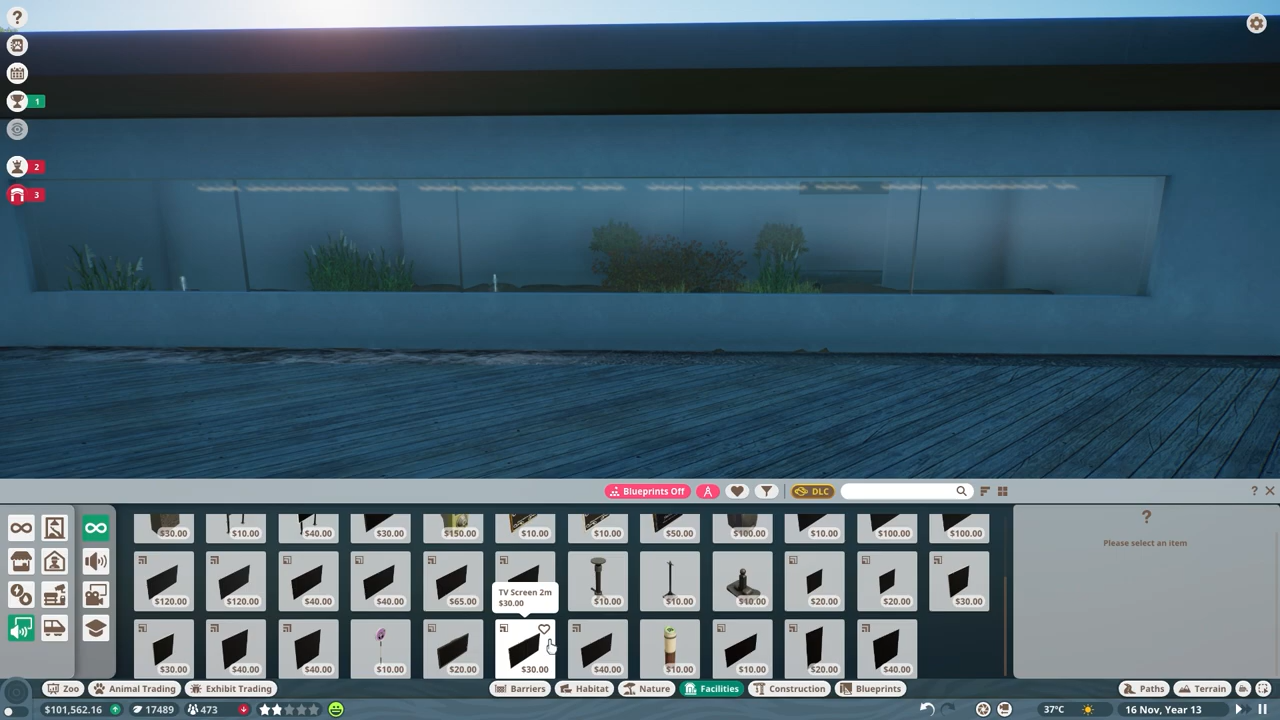 ?
1
2
3
Blueprints Off
DLC
?
$30.00 $10.00 $40.00 $30.00 $150.00 $10.00 $10.00 $50.00 $100.00 $10.00 $100.00 $100.00
?
Please select an item
$120.00 $120.00 $40.00 $40.00 $65.00 $10.00 $10.00 $10.00 $20.00 $20.00 $30.00
TV Screen 2m
$30.00
$30.00 $40.00 $40.00 $10.00 $20.00 $30.00 $40.00 $10.00 $10.00 $20.00 $40.00
Zoo Animal Trading Exhibit Trading Barriers Habitat Nature Facilities Construction Blueprints Paths Terrain
$101,562.16 17489 473 37°C 16 Nov, Year 13